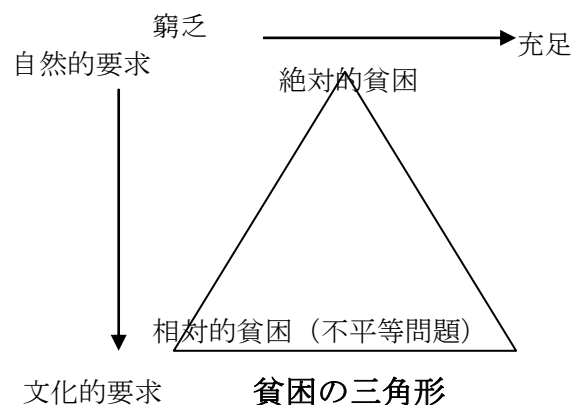 窮乏
充足
自然的要求
絶対的貧困
相対的貧困（不平等問題）
文化的要求
貧困の三角形